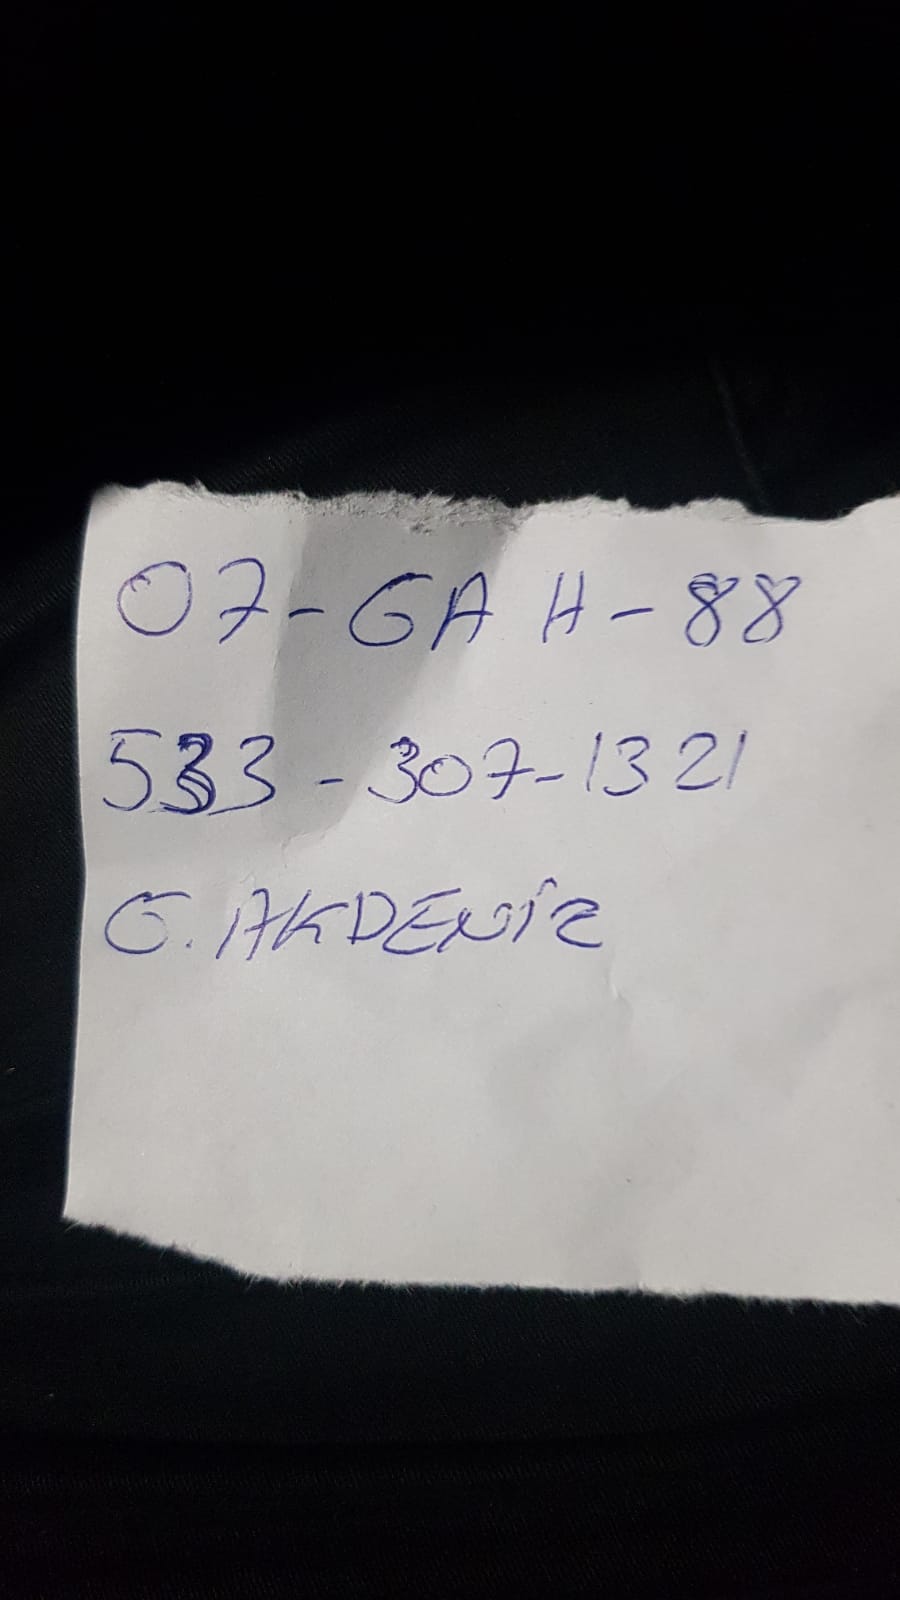 07-GAH-88
533-307-1321
G. AKDENİZ